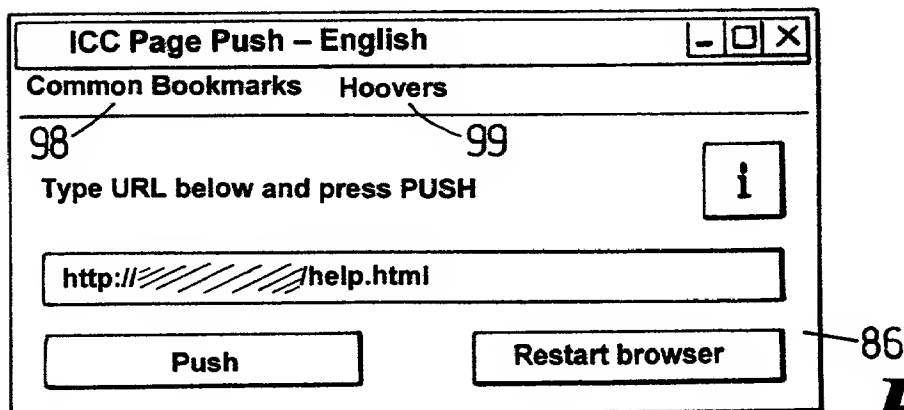 ICC Page Push – English
Common Bookmarks Hoovers
98 99
Type URL below and press PUSH i
http:// /help.html
Push Restart browser
86